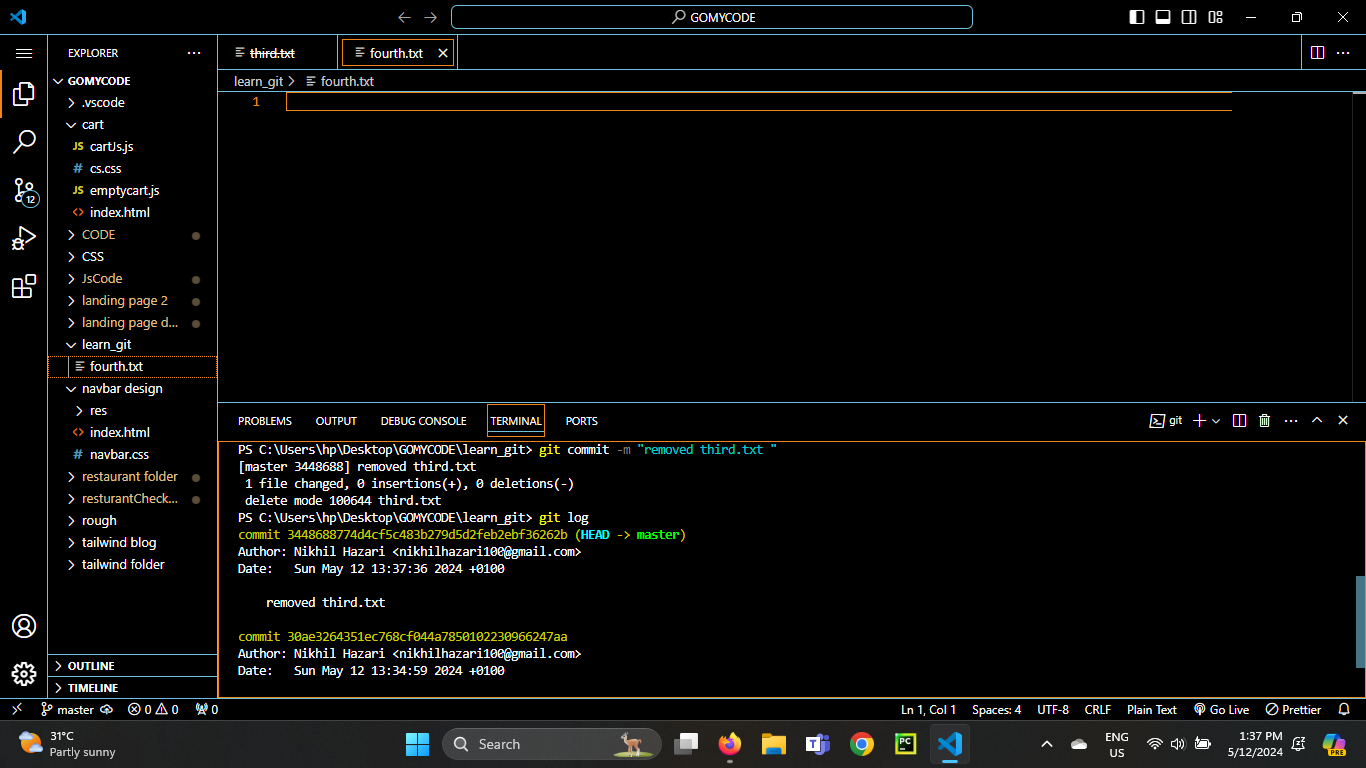 GOMYCODE
EXPLORER
GOMYCODE
.vscode
cart
JS cartJs.js
# cs.css
JS emptycart.js
<> index.html
CODE
CSS
JsCode
landing page 2
landing page d...
learn_git
fourth.txt
navbar design
res
<> index.html
# navbar.css
restaurant folder
resturantCheck...
rough
tailwind blog
tailwind folder
OUTLINE
TIMELINE
12
third.txt
fourth.txt
learn_git > fourth.txt
1
PROBLEMS OUTPUT DEBUG CONSOLE TERMINAL PORTS
git
PS C:\Users\hp\Desktop\GOMYCODE\learn_git> git commit -m "removed third.txt "
[master 3448688] removed third.txt
1 file changed, 0 insertions(+), 0 deletions(-)
delete mode 100644 third.txt
PS C:\Users\hp\Desktop\GOMYCODE\learn_git> git log
commit 3448688774d4cf5c483b279d5d2feb2ebf36262b (HEAD -> master)
Author: Nikhil Hazari <nikhilhazari100@gmail.com>
Date:   Sun May 12 13:37:36 2024 +0100
removed third.txt
commit 30ae3264351ec768cf044a7850102230966247aa
Author: Nikhil Hazari <nikhilhazari100@gmail.com>
Date:   Sun May 12 13:34:59 2024 +0100
master 0 0 0
Ln 1, Col 1 Spaces: 4 UTF-8 CRLF Plain Text Go Live Prettier
31°C
Partly sunny
Search
PC
ENG
US
1:37 PM
5/12/2024
PRE